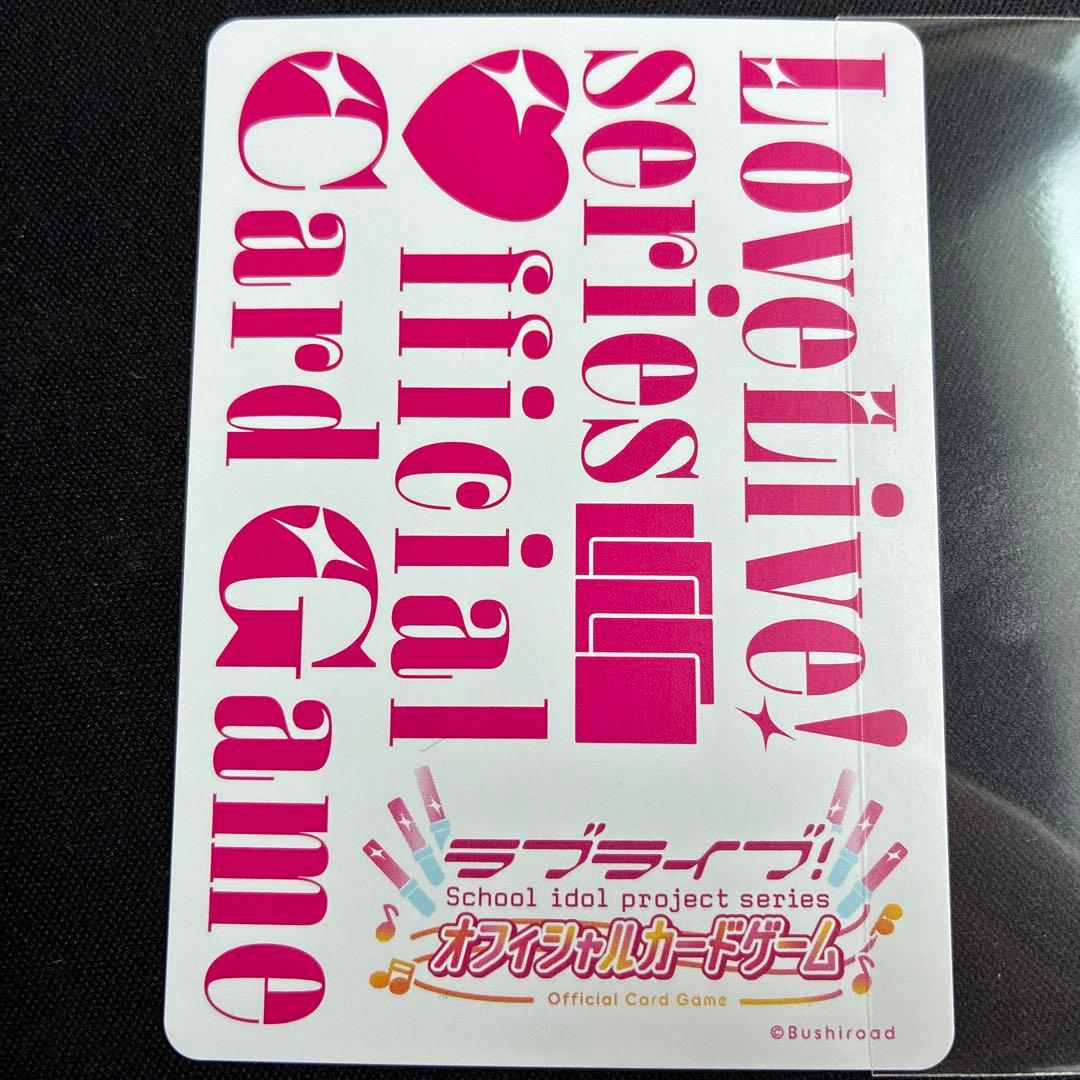 LoveLive!
series
♥fficial
Card Game
ラブライブ!
School idol project series
オフィシャルカードゲーム
Official Card Game
©Bushiroad